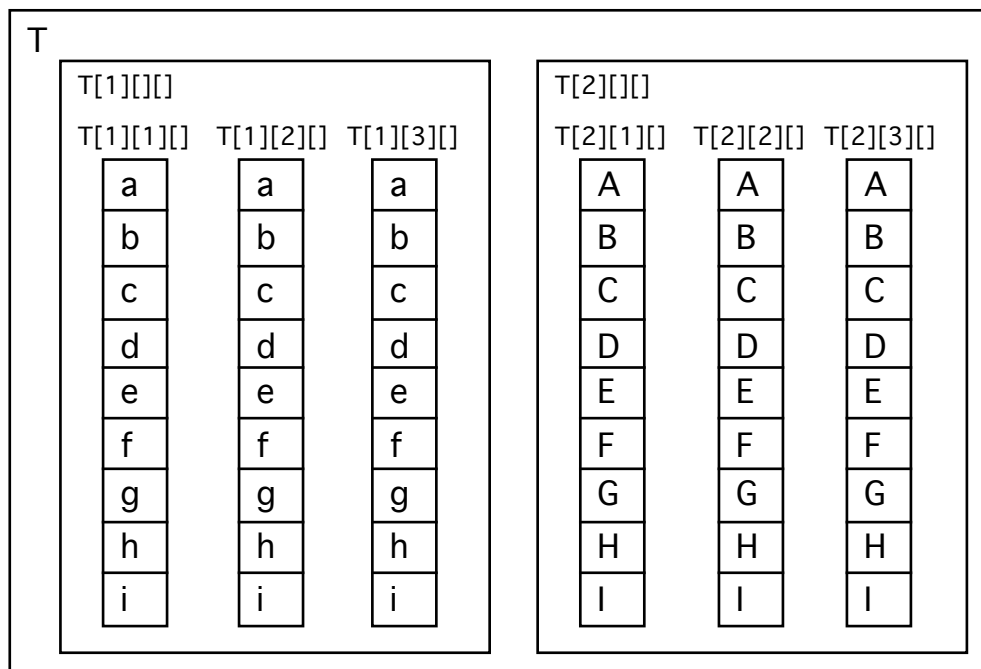 T
T[1][][] T[2][][]
T[1][1][] T[1][2][] T[1][3][] T[2][1][] T[2][2][] T[2][3][]
a a a A A A
b b b B B B
c c c C C C
d d d D D D
e e e E E E
f f f F F F
g g g G G G
h h h H H H
i i i I I I